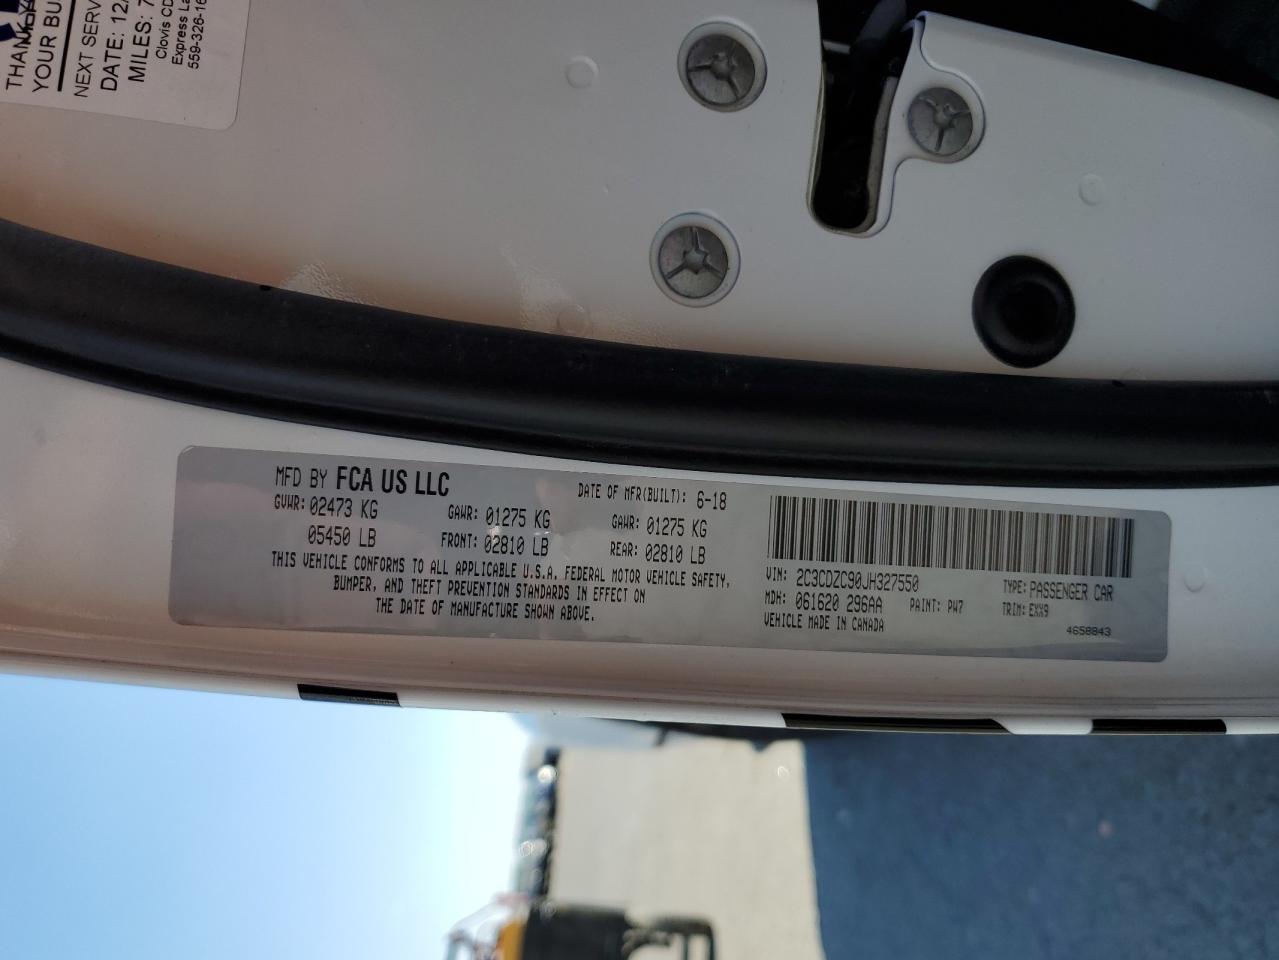 THANK
YOUR BU
NEXT SERV
DATE: 12/
MILES: 7
Clovis CD
Express La
559-326-16
MFD BY FCA US LLC
DATE OF MFR(BUILT): 6-18
GVWR: 02473 KG
GAWR: 01275 KG
GAWR: 01275 KG
05450 LB
FRONT: 02810 LB
REAR: 02810 LB
THIS VEHICLE CONFORMS TO ALL APPLICABLE U.S.A. FEDERAL MOTOR VEHICLE SAFETY,
BUMPER, AND THEFT PREVENTION STANDARDS IN EFFECT ON
THE DATE OF MANUFACTURE SHOWN ABOVE.
VIN: 2C3CDZC90JH327550
TYPE: PASSENGER CAR
MDH: 061620 296AA
PAINT: PW7
TRIM: EXX9
VEHICLE MADE IN CANADA
4658843